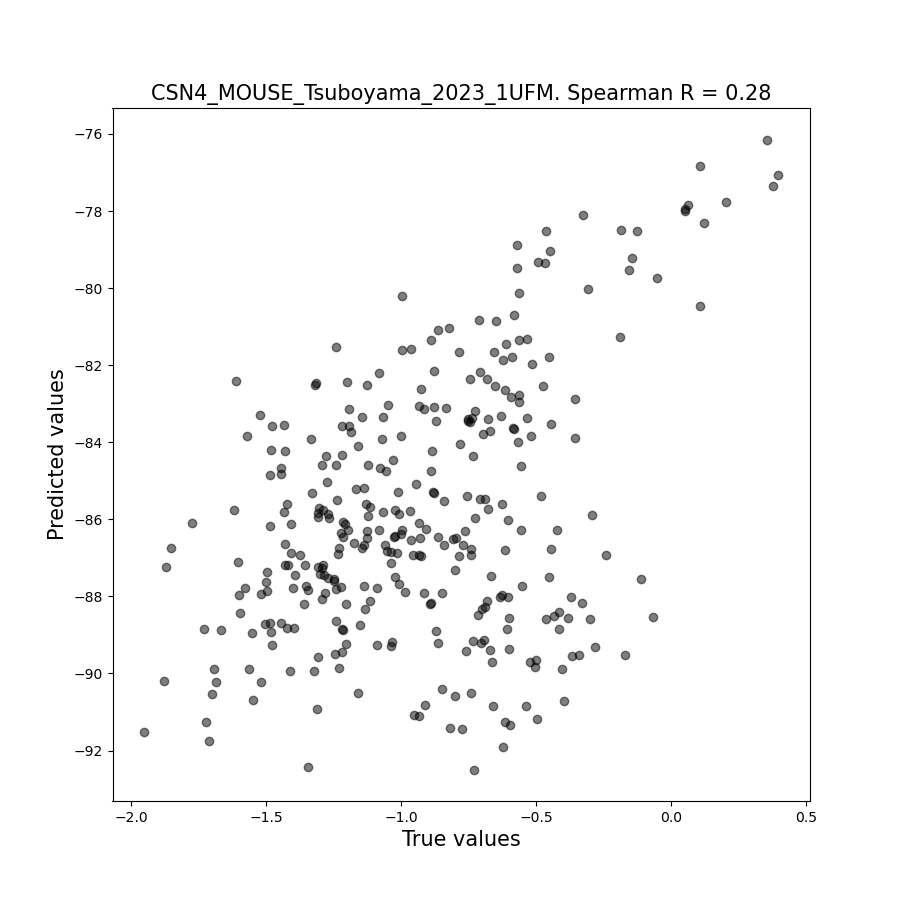 CSN4_MOUSE_Tsuboyama_2023_1UFM. Spearman R = 0.28
Predicted values
−76
−78
−80
−82
−84
−86
−88
−90
−92
−2.0 −1.5 −1.0 −0.5 0.0 0.5
True values